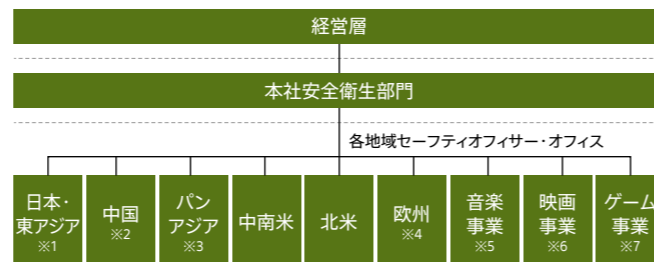 経営層
本社安全衛生部門
各地域セーフティオフィサー・オフィス
日本・
東アジア
※1
中国
※2
パン
アジア
※3
中南米
北米
欧州
※4
音楽
事業
※5
映画
事業
※6
ゲーム
事業
※7